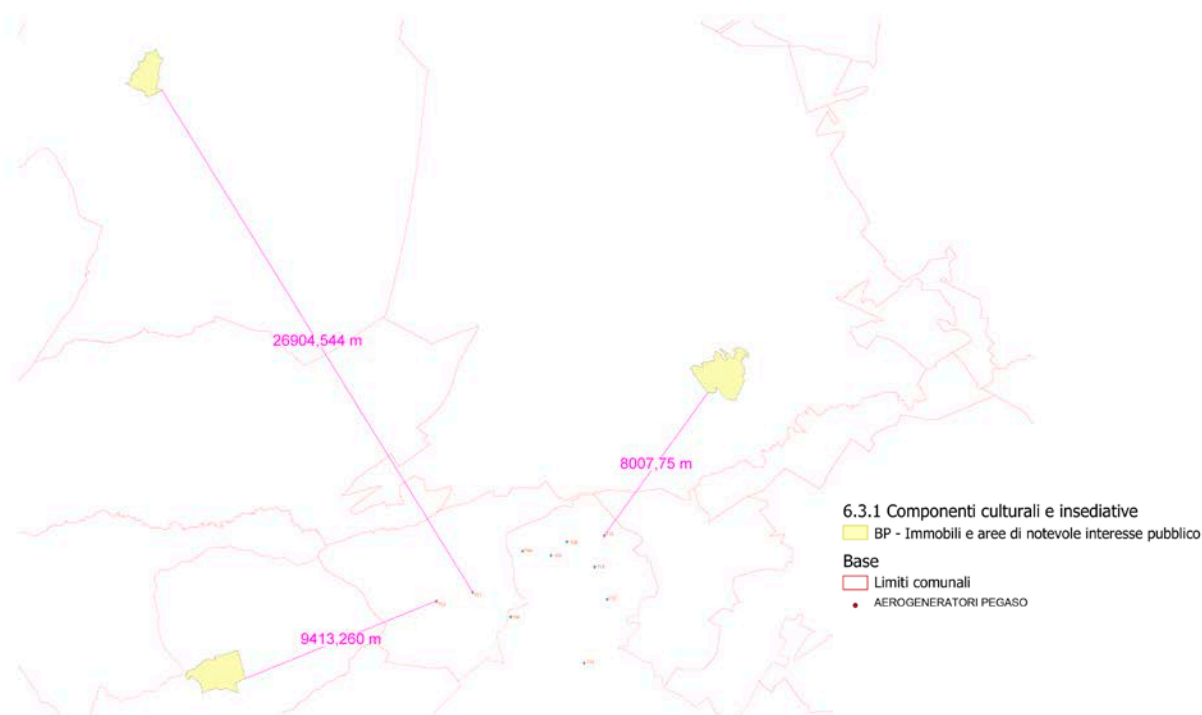 26904,544 m
8007,75 m
9413,260 m
6.3.1 Componenti culturali e insediative
BP - Immobili e aree di notevole interesse pubblico
Base
Limiti comunali
AEROGENERATORI PEGASO